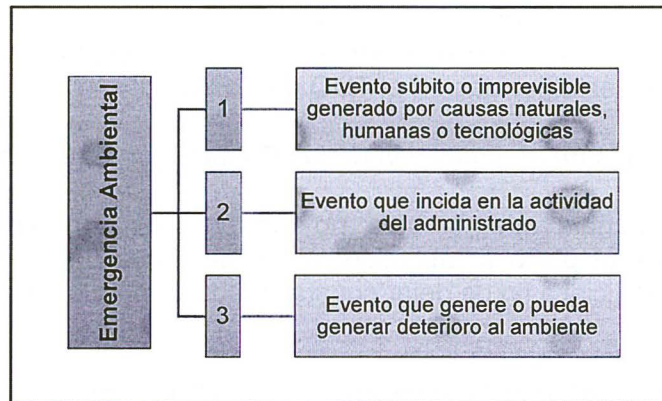 Emergencia Ambiental
1
Evento súbito o imprevisible
generado por causas naturales,
humanas o tecnológicas
2
Evento que incida en la actividad
del administrado
3
Evento que genere o pueda
generar deterioro al ambiente